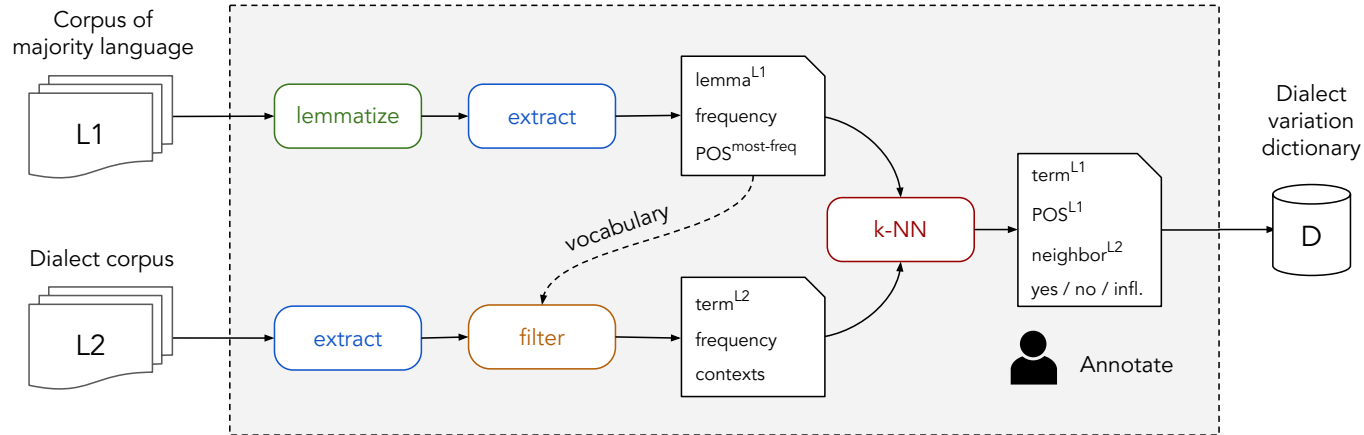 Corpus of
majority language
L1
lemmatize
extract
lemma^L1
frequency
POS^most-freq
vocabulary
Dialect corpus
L2
extract
filter
term^L2
frequency
contexts
k-NN
term^L1
POS^L1
neighbor^L2
yes / no / infl.
Annotate
Dialect
variation
dictionary
D